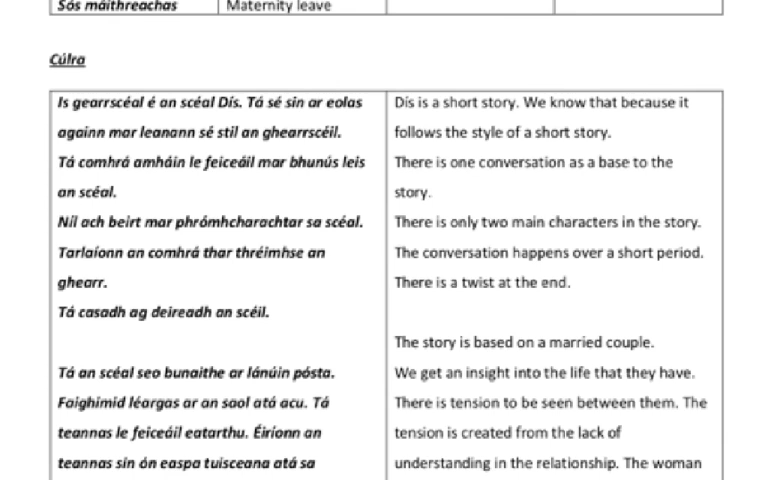 Sós máithreachas
Maternity leave
Cúlra
Is gearrscéal é an scéal Dís. Tá sé sin ar eolas
againn mar leanann sé stíl an ghearrscéil.
Tá comhrá amháin le feiceáil mar bhunús leis
an scéal.
Níl ach beirt mar phrómhcharachtar sa scéal.
Tarlaíonn an comhrá thar thréimhse an
ghearr.
Tá casadh ag deireadh an scéil.
Tá an scéal seo bunaithe ar lánúin pósta.
Faighimid léargas ar an saol atá acu. Tá
teannas le feiceáil eatarthu. Éiríonn an
teannas sin ón easpa tuisceana atá sa
Dís is a short story. We know that because it
follows the style of a short story.
There is one conversation as a base to the
story.
There is only two main characters in the story.
The conversation happens over a short period.
There is a twist at the end.
The story is based on a married couple.
We get an insight into the life that they have.
There is tension to be seen between them. The
tension is created from the lack of
understanding in the relationship. The woman